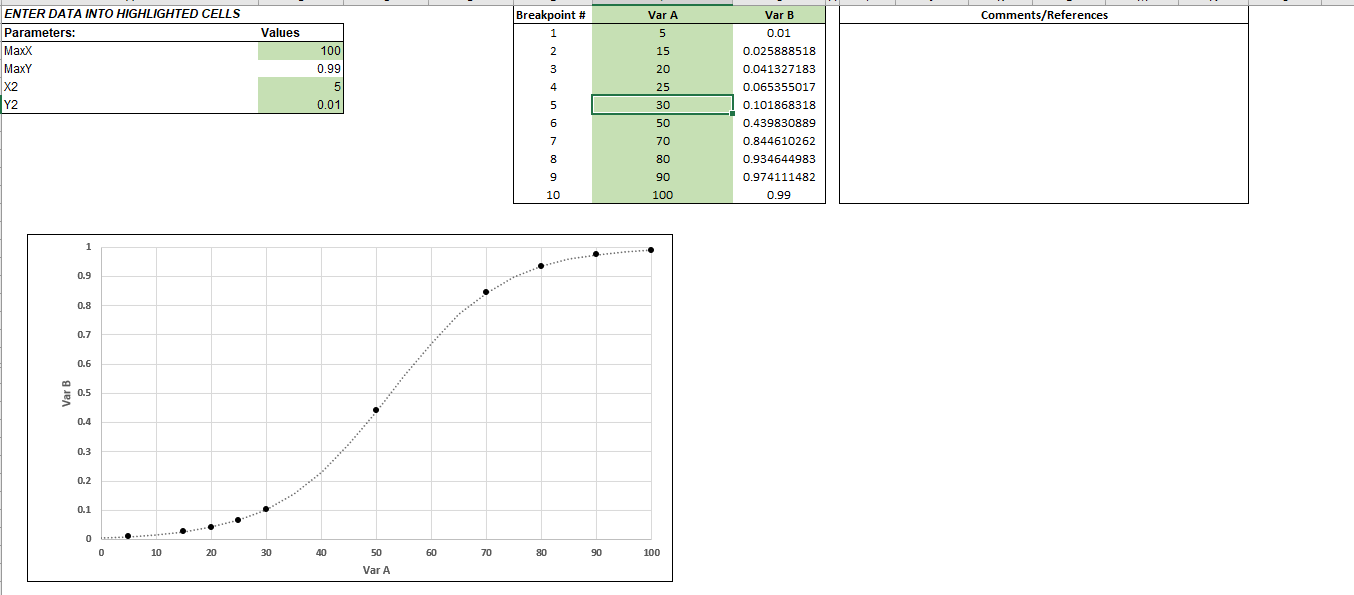 ENTER DATA INTO HIGHLIGHTED CELLS
Parameters: Values
MaxX 100
MaxY 0.99
X2 5
Y2 0.01
Breakpoint # Var A Var B
1 5 0.01
2 15 0.025888518
3 20 0.041327183
4 25 0.065355017
5 30 0.101868318
6 50 0.439830889
7 70 0.844610262
8 80 0.934644983
9 90 0.974111482
10 100 0.99
Comments/References
1
0.9
0.8
0.7
0.6
0.5
0.4
0.3
0.2
0.1
0
Var B
0 10 20 30 40 50 60 70 80 90 100
Var A